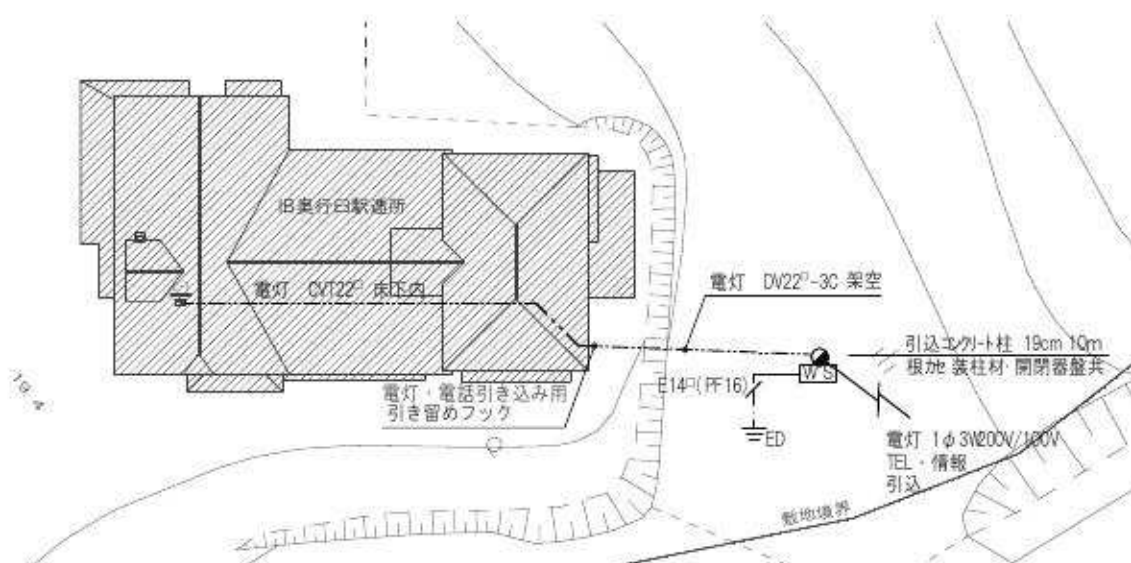 旧奥行臼駅逓所
電灯 CVT22□ 床下内
電灯 DV22□-3C 架空
引込コンクリート柱 19cm 10m
根かせ 装柱材・開閉器盤共
WS
E14□(PF16)
ED
電灯・電話引き込み用
引き留めフック
電灯 1φ3W200V/100V
TEL・情報
引込
敷地境界
19.4